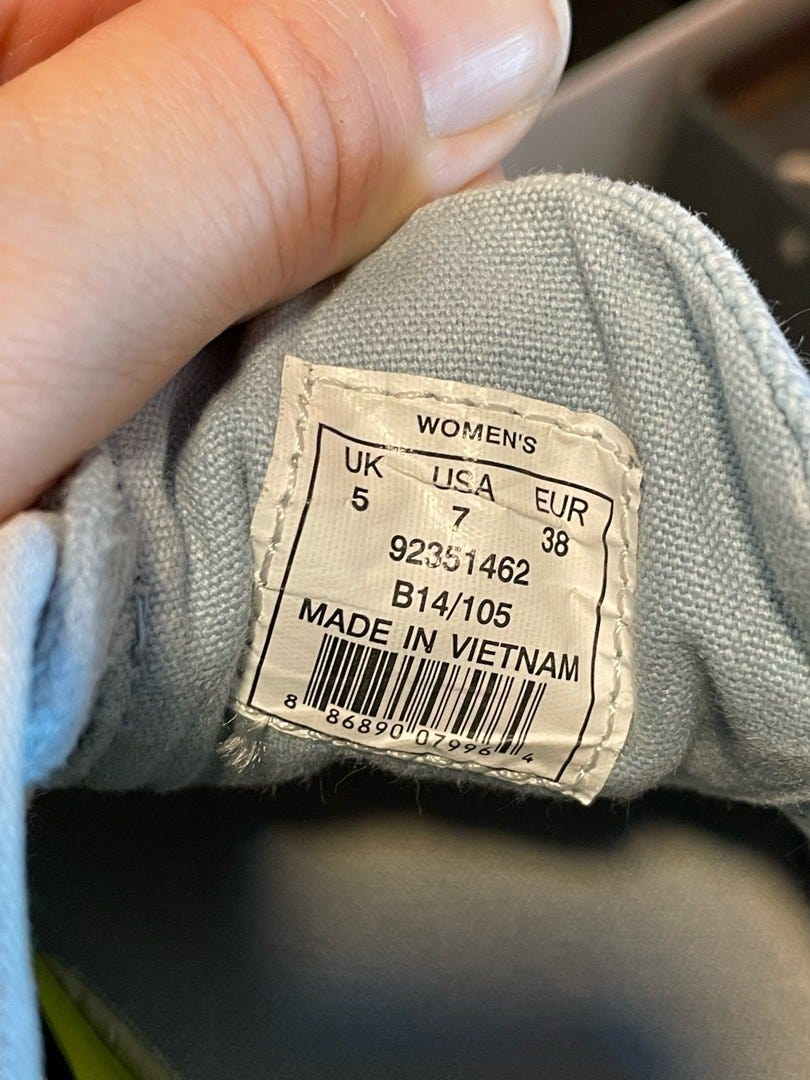 WOMEN'S
UK USA EUR
5 7 38
92351462
B14/105
MADE IN VIETNAM
8 86890 07996 4